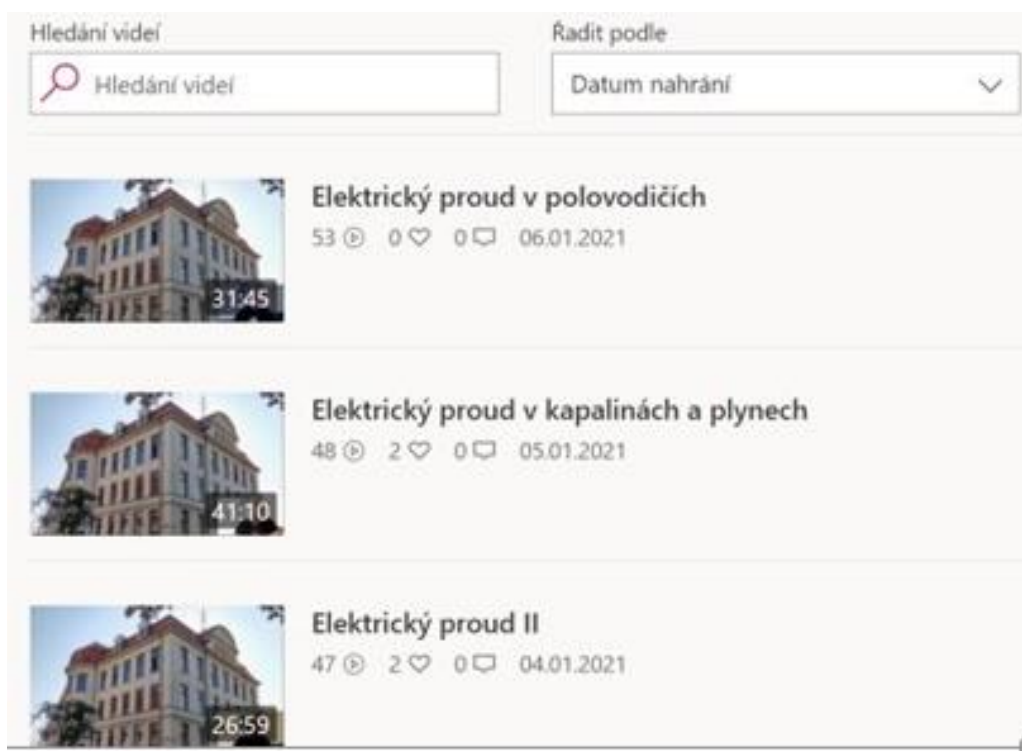 Hledání videí
Řadit podle
Hledání videí
Datum nahrání
Elektrický proud v polovodičích
53 0 0 06.01.2021
31:45
Elektrický proud v kapalinách a plynech
48 2 0 05.01.2021
41:10
Elektrický proud II
47 2 0 04.01.2021
26:59